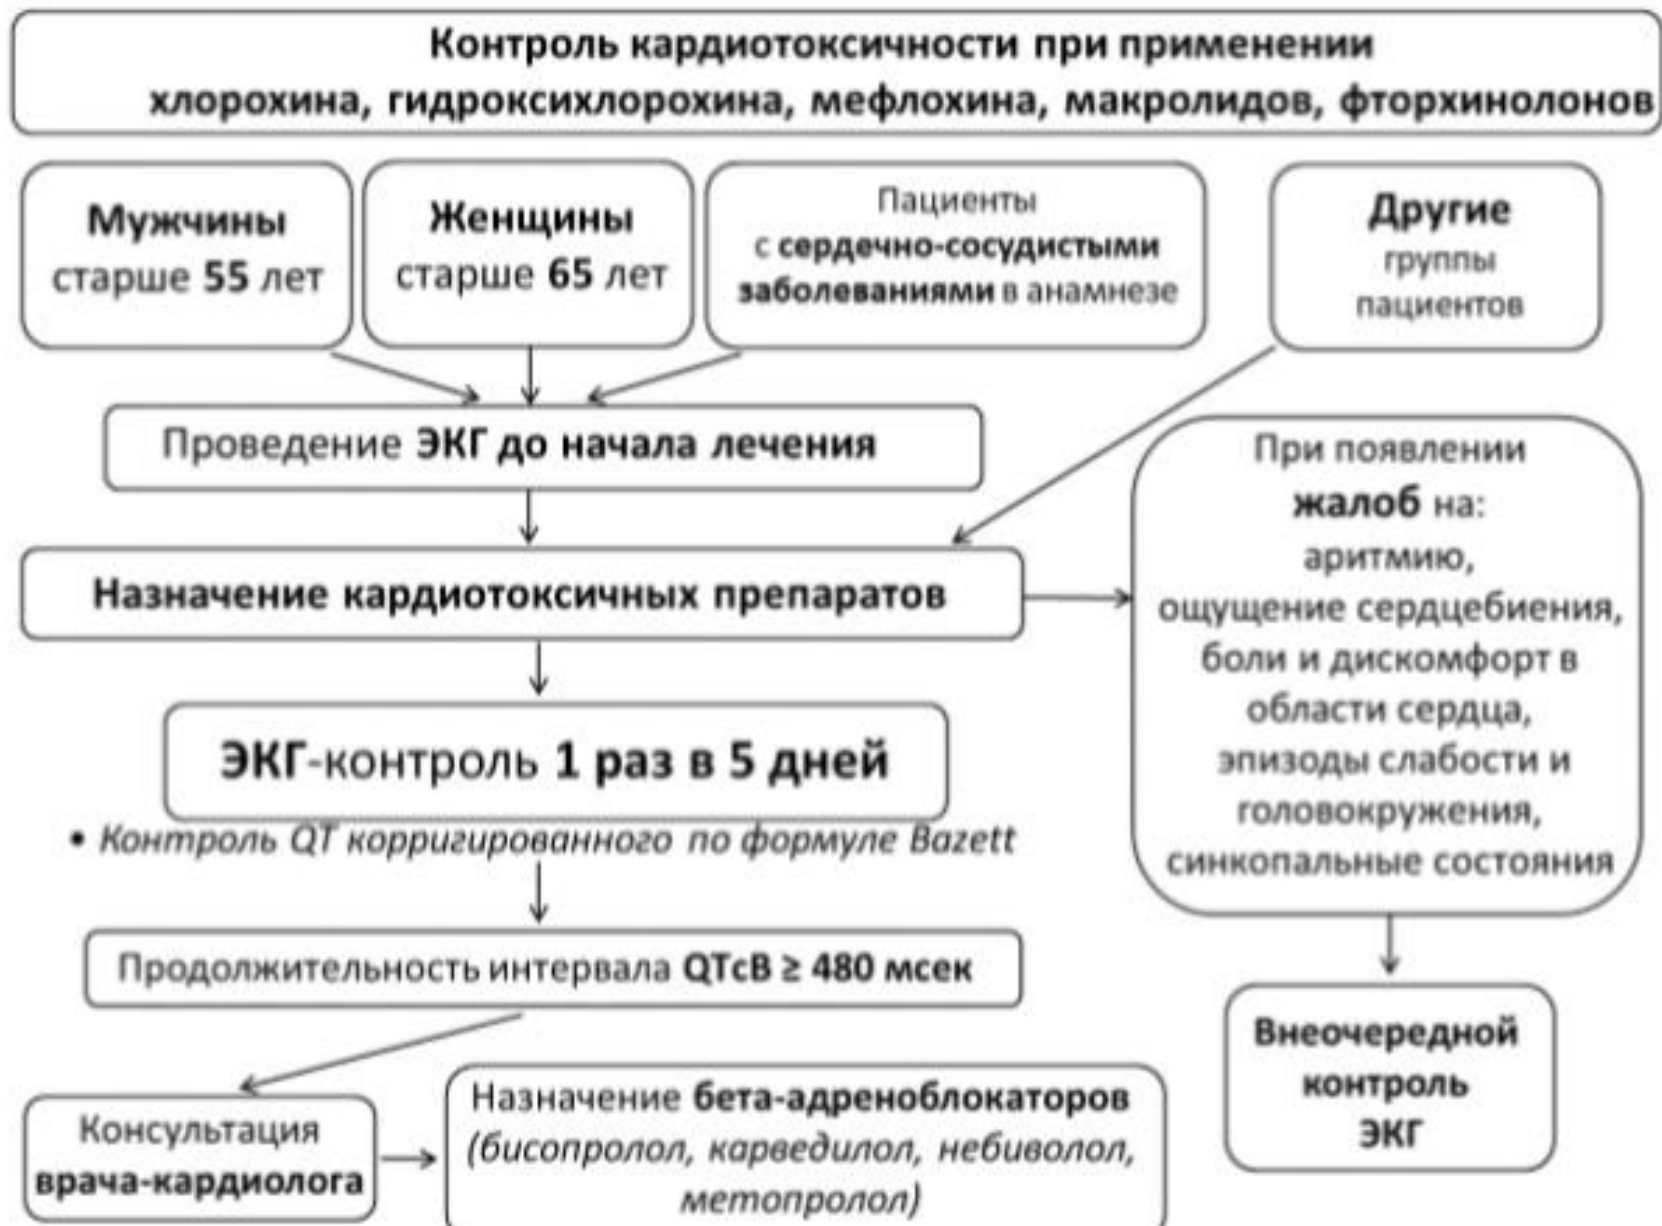 Контроль кардиотоксичности при применении
хлорохина, гидроксихлорохина, мефлохина, макролидов, фторхинолонов
Мужчины
старше 55 лет
Женщины
старше 65 лет
Пациенты
с сердечно-сосудистыми
заболеваниями в анамнезе
Другие
группы
пациентов
Проведение ЭКГ до начала лечения
Назначение кардиотоксичных препаратов
При появлении
жалоб на:
аритмию,
ощущение сердцебиения,
боли и дискомфорт в
области сердца,
эпизоды слабости и
головокружения,
синкопальные состояния
ЭКГ-контроль 1 раз в 5 дней
• Контроль QT корригированного по формуле Bazett
Продолжительность интервала QTcB ≥ 480 мсек
Внеочередной
контроль
ЭКГ
Консультация
врача-кардиолога
Назначение бета-адреноблокаторов
(бисопролол, карведилол, небиволол,
метопролол)